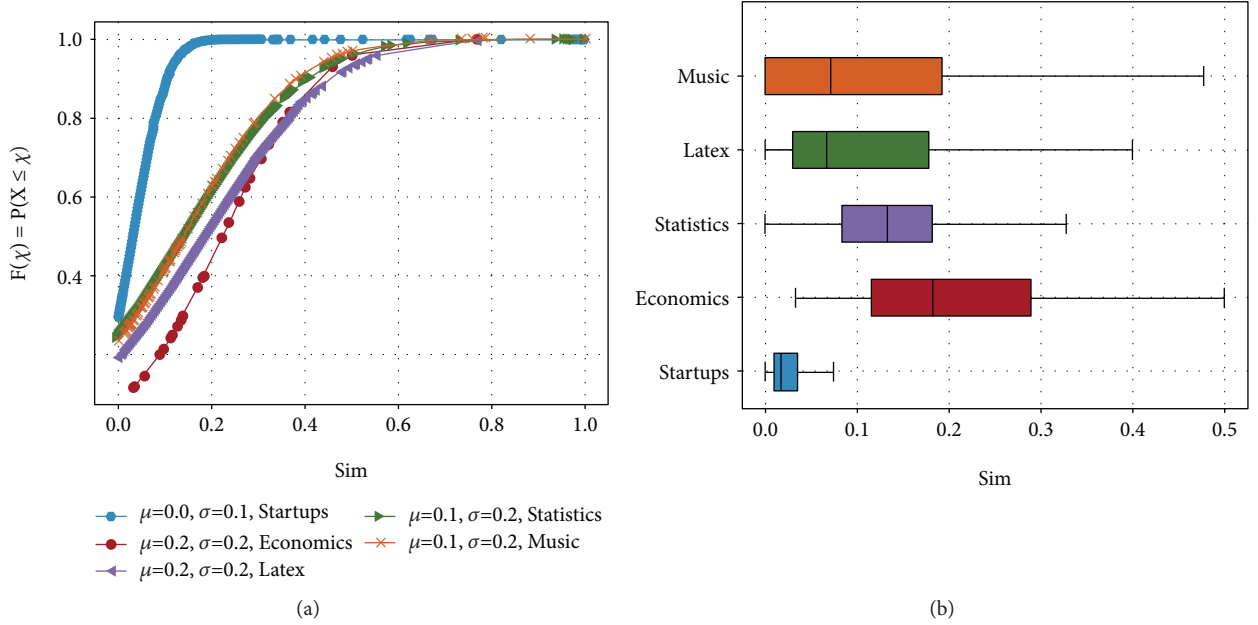 F(χ) = P(X ≤ χ)
1.0
0.8
0.6
0.4
0.0
0.2
0.4
0.6
0.8
1.0
Sim
μ=0.0, σ=0.1, Startups
μ=0.2, σ=0.2, Economics
μ=0.2, σ=0.2, Latex
μ=0.1, σ=0.2, Statistics
μ=0.1, σ=0.2, Music
(a)
Music
Latex
Statistics
Economics
Startups
0.0
0.1
0.2
0.3
0.4
0.5
Sim
(b)